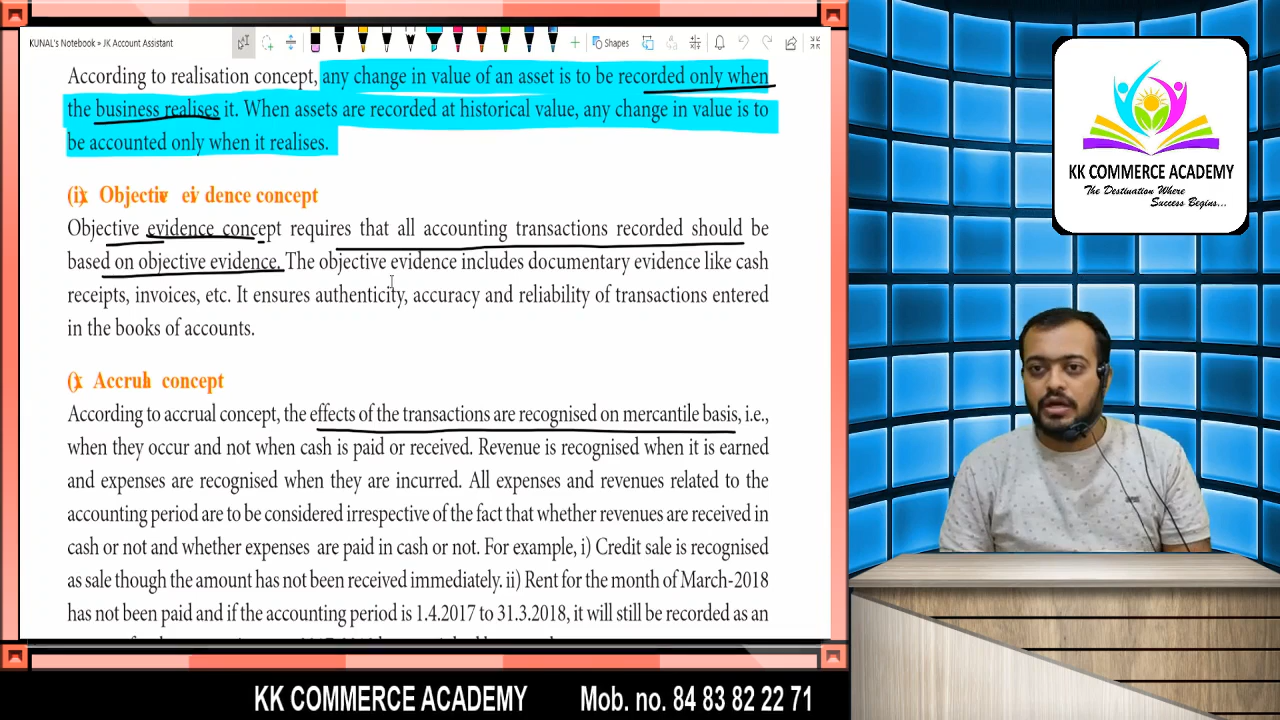 KUNAL's Notebook » JK Account Assistant
Shapes
According to realisation concept, any change in value of an asset is to be recorded only when
the business realises it. When assets are recorded at historical value, any change in value is to
be accounted only when it realises.
(ix) Objective evidence concept
Objective evidence concept requires that all accounting transactions recorded should be
based on objective evidence. The objective evidence includes documentary evidence like cash
receipts, invoices, etc. It ensures authenticity, accuracy and reliability of transactions entered
in the books of accounts.
(x) Accrual concept
According to accrual concept, the effects of the transactions are recognised on mercantile basis, i.e.,
when they occur and not when cash is paid or received. Revenue is recognised when it is earned
and expenses are recognised when they are incurred. All expenses and revenues related to the
accounting period are to be considered irrespective of the fact that whether revenues are received in
cash or not and whether expenses are paid in cash or not. For example, i) Credit sale is recognised
as sale though the amount has not been received immediately. ii) Rent for the month of March-2018
has not been paid and if the accounting period is 1.4.2017 to 31.3.2018, it will still be recorded as an
KK COMMERCE ACADEMY
The Destination Where
Success Begins...
KK COMMERCE ACADEMY Mob. no. 84 83 82 22 71